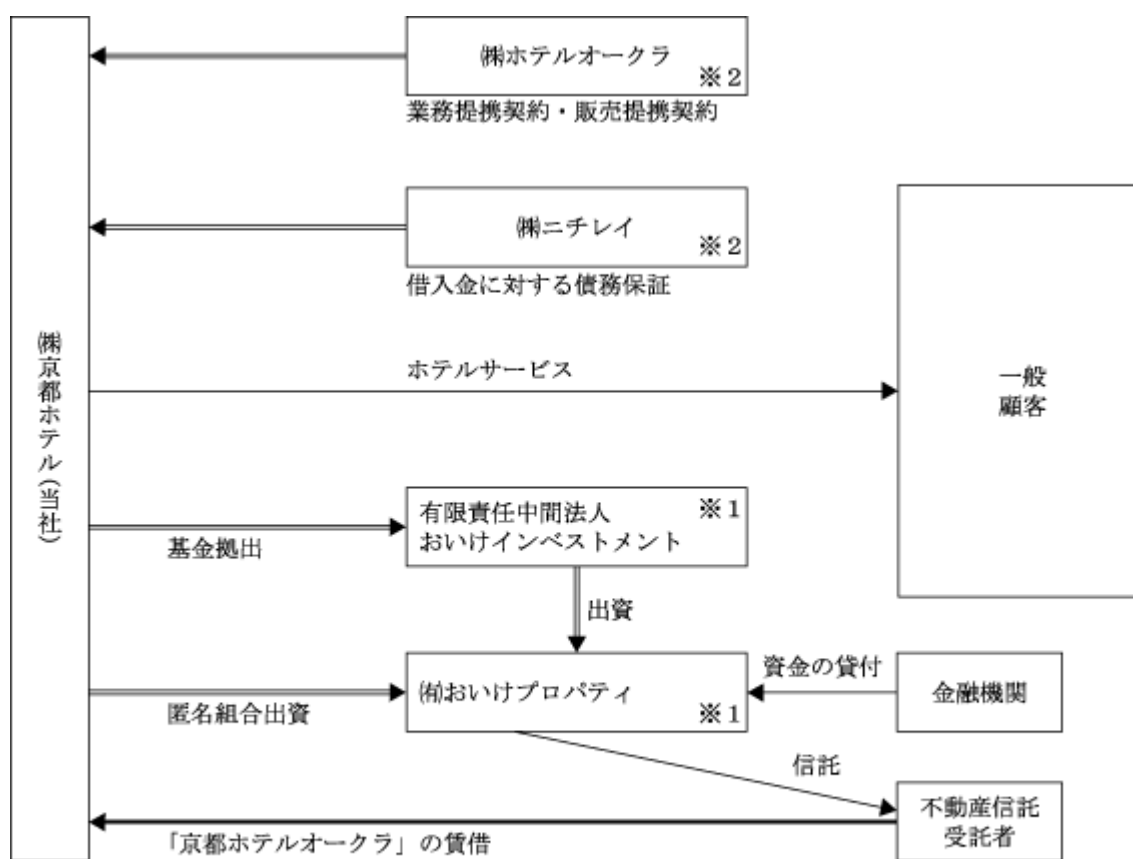 ㈱ホテルオークラ
※2
業務提携契約・販売提携契約
㈱ニチレイ
※2
借入金に対する債務保証
㈱京都ホテル(当社)
ホテルサービス
一般
顧客
有限責任中間法人
おいけインベストメント
※1
基金拠出
出資
㈲おいけプロパティ
※1
資金の貸付
金融機関
匿名組合出資
信託
不動産信託
受託者
「京都ホテルオークラ」の賃借